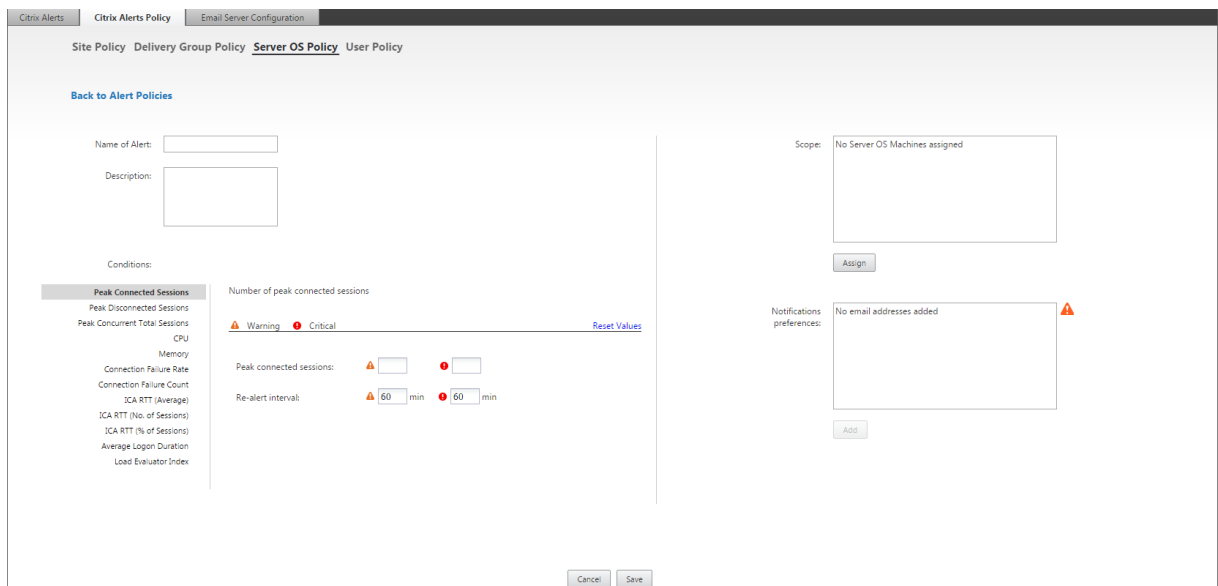 Citrix Alerts Citrix Alerts Policy Email Server Configuration
Site Policy Delivery Group Policy Server OS Policy User Policy
Back to Alert Policies
Name of Alert:
Description:
Conditions:
Peak Connected Sessions
Peak Disconnected Sessions
Peak Concurrent Total Sessions
CPU
Memory
Connection Failure Rate
Connection Failure Count
ICA RTT (Average)
ICA RTT (No. of Sessions)
ICA RTT (% of Sessions)
Average Logon Duration
Load Evaluator Index
Number of peak connected sessions
Warning Critical Reset Values
Peak connected sessions:
Re-alert interval: 60 min 60 min
Scope: No Server OS Machines assigned
Assign
Notifications preferences: No email addresses added
Add
Cancel Save